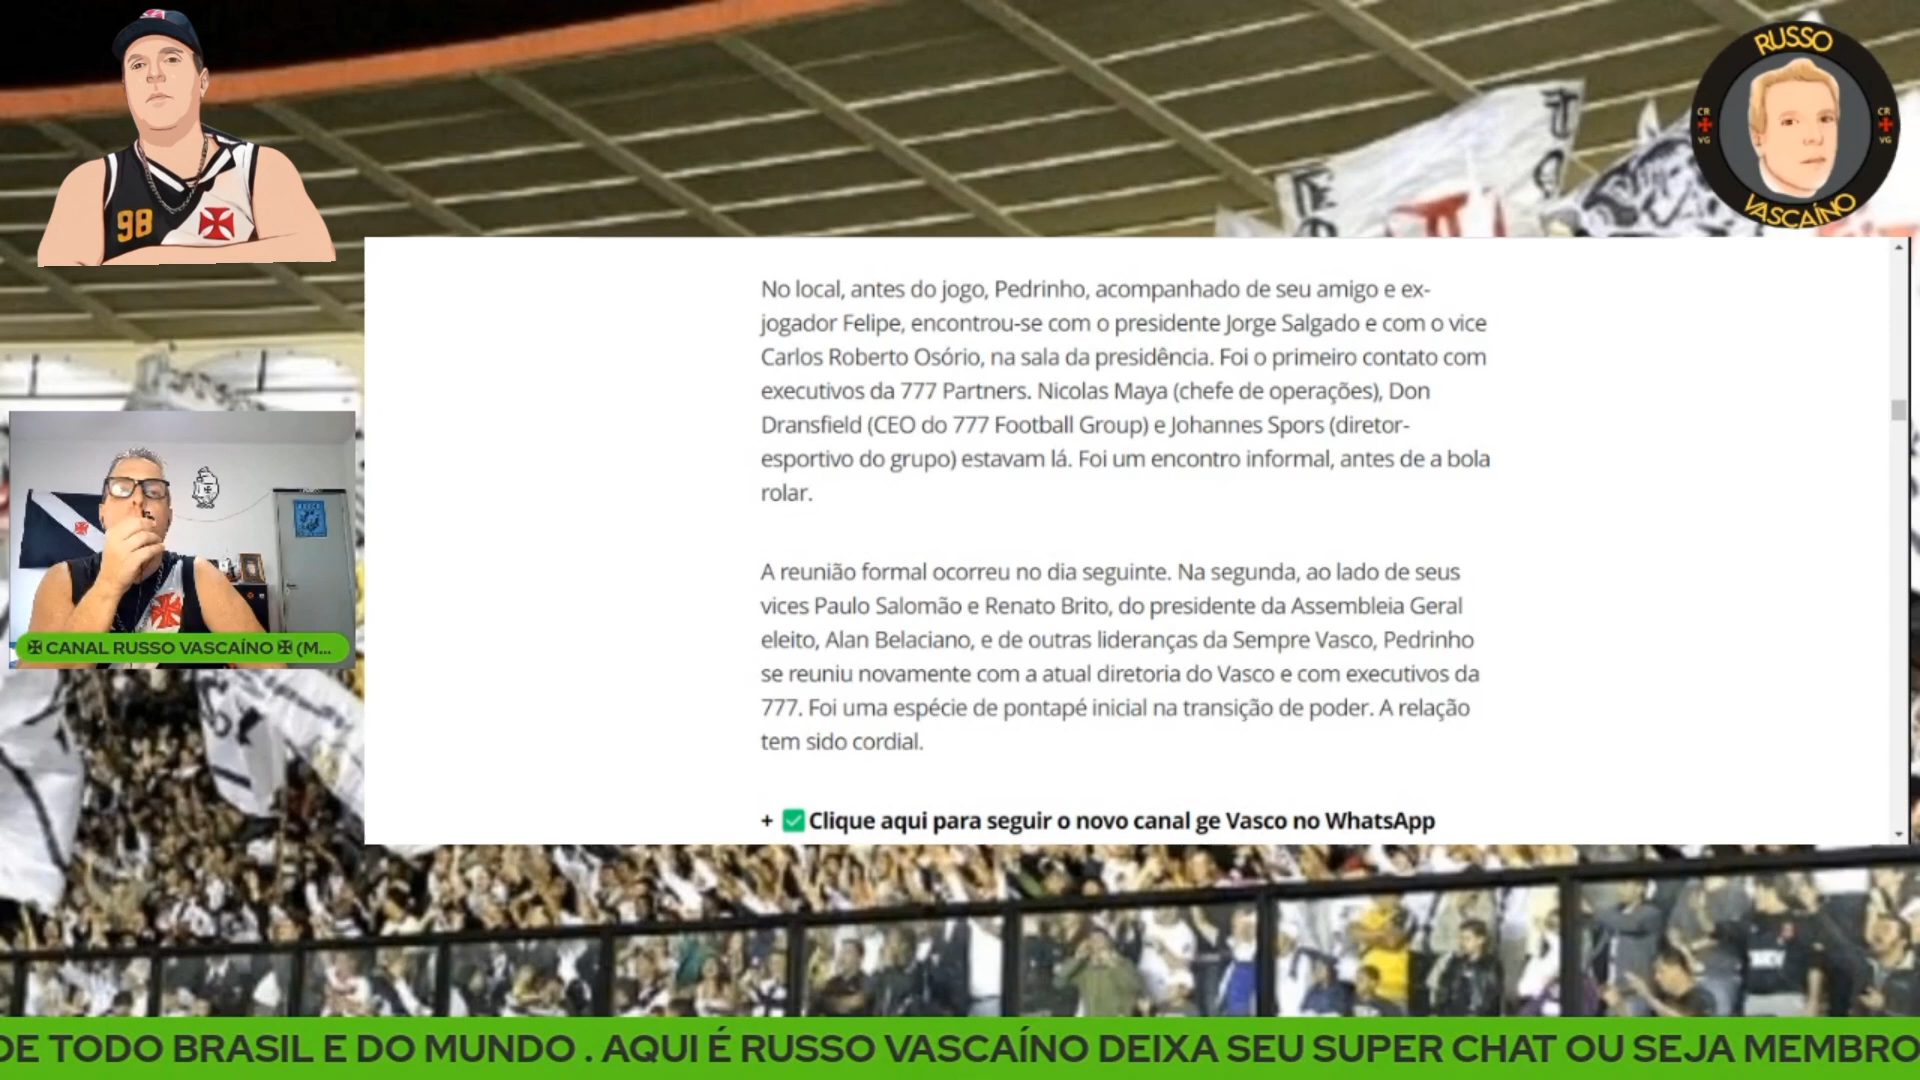 RUSSO
CR
VG
CR
VG
VASCAÍNO
98
No local, antes do jogo, Pedrinho, acompanhado de seu amigo e ex-
jogador Felipe, encontrou-se com o presidente Jorge Salgado e com o vice
Carlos Roberto Osório, na sala da presidência. Foi o primeiro contato com
executivos da 777 Partners. Nicolas Maya (chefe de operações), Don
Dransfield (CEO do 777 Football Group) e Johannes Spors (diretor-
esportivo do grupo) estavam lá. Foi um encontro informal, antes de a bola
rolar.
A reunião formal ocorreu no dia seguinte. Na segunda, ao lado de seus
vices Paulo Salomão e Renato Brito, do presidente da Assembleia Geral
eleito, Alan Belaciano, e de outras lideranças da Sempre Vasco, Pedrinho
se reuniu novamente com a atual diretoria do Vasco e com executivos da
777. Foi uma espécie de pontapé inicial na transição de poder. A relação
tem sido cordial.
+ ✅ Clique aqui para seguir o novo canal ge Vasco no WhatsApp
✠ CANAL RUSSO VASCAÍNO ✠ (M...
DE TODO BRASIL E DO MUNDO . AQUI É RUSSO VASCAÍNO DEIXA SEU SUPER CHAT OU SEJA MEMBRO